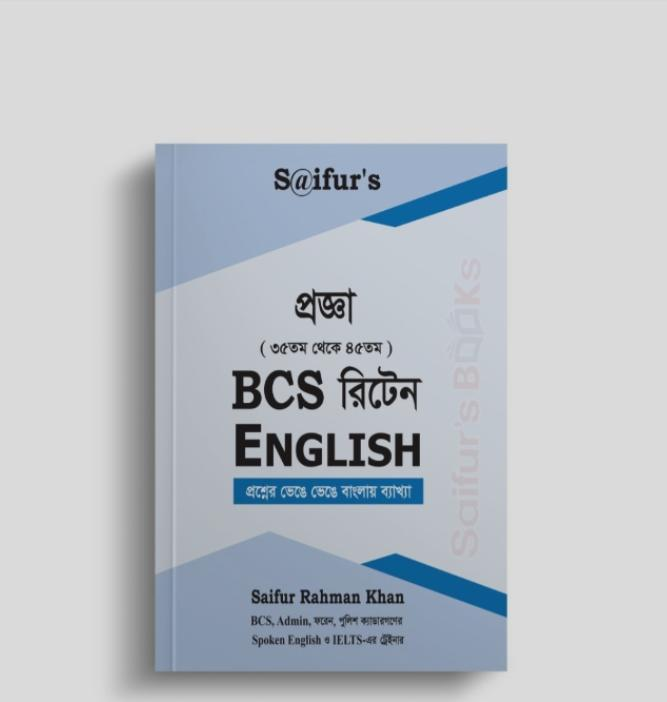 S@ifur's
প্রজ্ঞা
( ৩৫তম থেকে ৪৫তম )
BCS রিটেন
ENGLISH
প্রশ্নের ভেঙে ভেঙে বাংলায় ব্যাখ্যা
Saifur's BOOKs
Saifur Rahman Khan
BCS, Admin, ফরেন, পুলিশ ক্যাডারগণের
Spoken English ও IELTS-এর ট্রেইনার